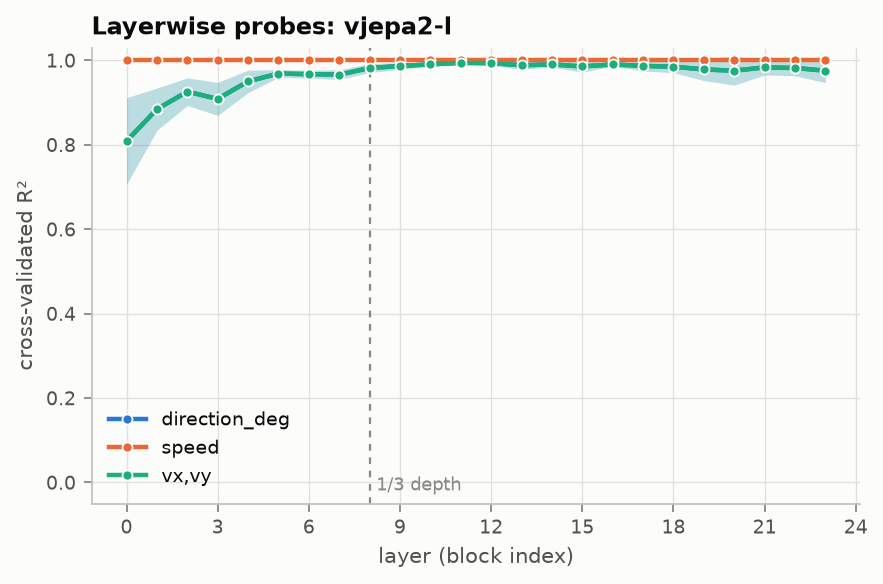 Layerwise probes: vjepa2-l
cross-validated R²
1.0
0.8
0.6
0.4
0.2
0.0
direction_deg
speed
vx,vy
1/3 depth
0 3 6 9 12 15 18 21 24
layer (block index)